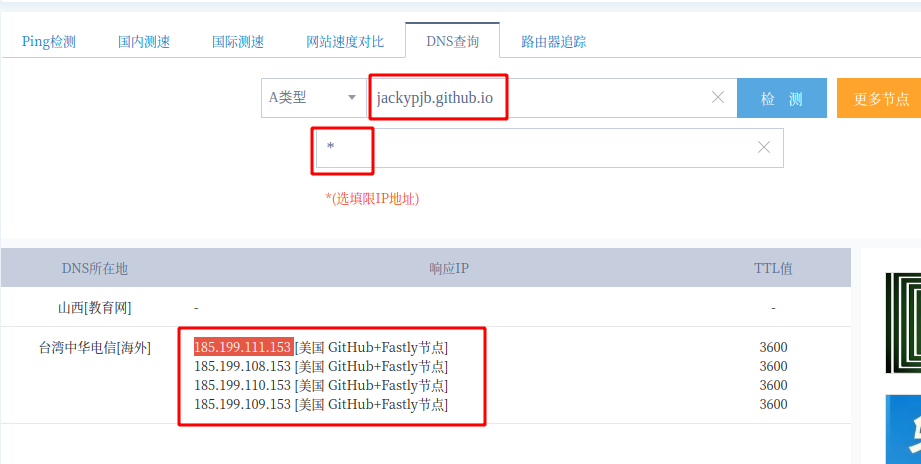 Ping检测 国内测速 国际测速 网站速度对比 DNS查询 路由器追踪
A类型 jackypjb.github.io 检 测 更多节点
*
*(选填限IP地址)
DNS所在地 响应IP TTL值
山西[教育网] - -
台湾中华电信[海外] 185.199.111.153 [美国 GitHub+Fastly节点] 3600
185.199.108.153 [美国 GitHub+Fastly节点] 3600
185.199.110.153 [美国 GitHub+Fastly节点] 3600
185.199.109.153 [美国 GitHub+Fastly节点] 3600